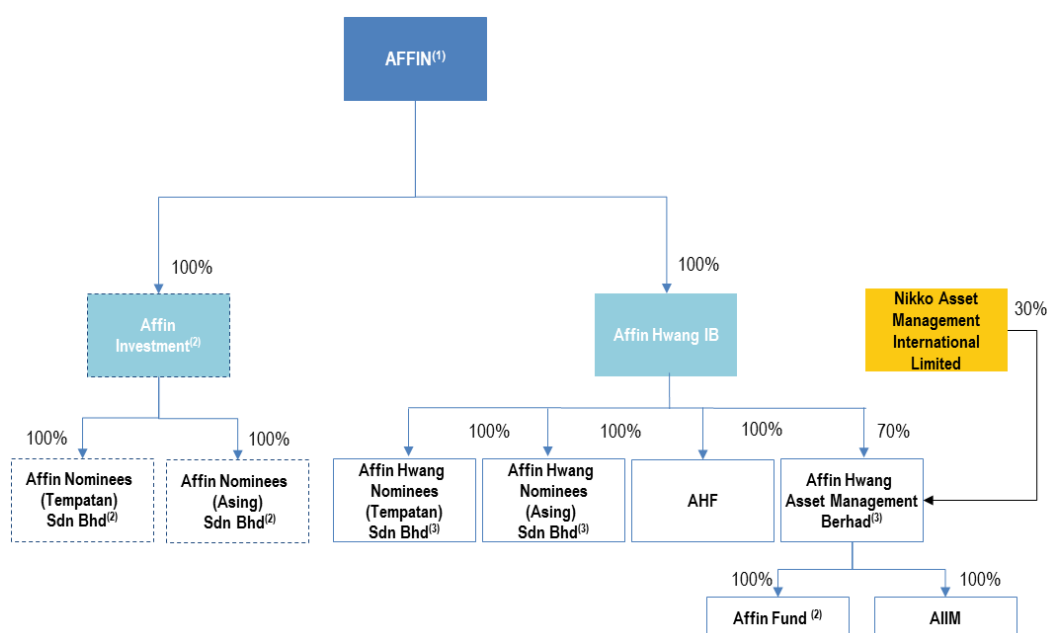 AFFIN(1)
100%
100%
Affin
Investment(2)
Affin Hwang IB
Nikko Asset
Management
International
Limited
30%
100%
100%
100%
100%
100%
70%
Affin Nominees
(Tempatan)
Sdn Bhd(2)
Affin Nominees
(Asing)
Sdn Bhd(2)
Affin Hwang
Nominees
(Tempatan)
Sdn Bhd(3)
Affin Hwang
Nominees
(Asing)
Sdn Bhd(3)
AHF
Affin Hwang
Asset Management
Berhad(3)
100%
100%
Affin Fund (2)
AIIM